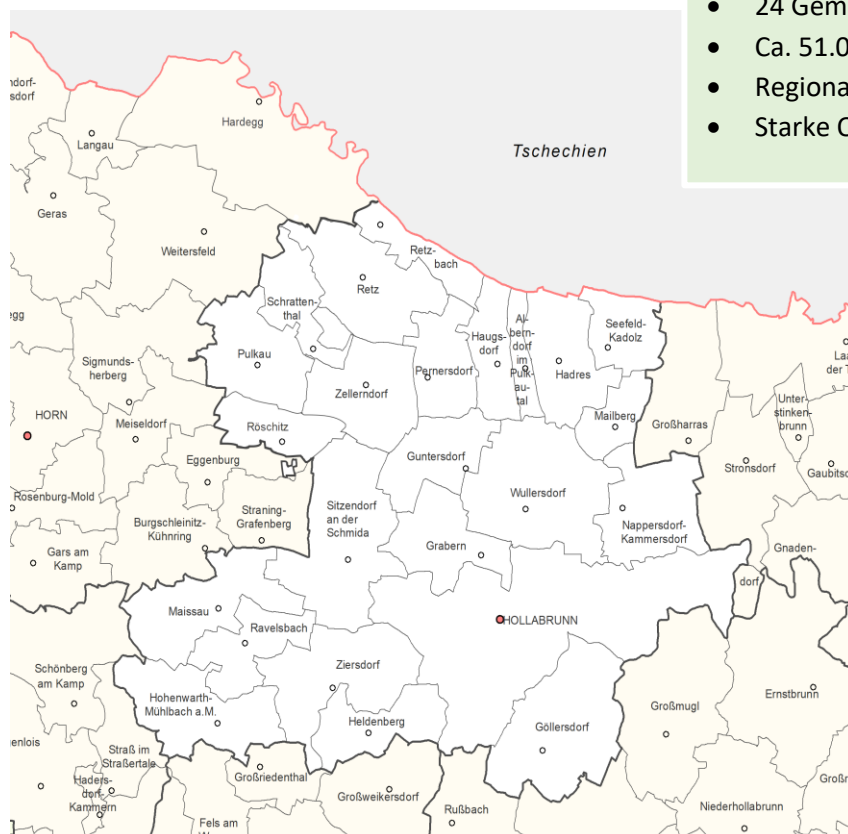 24 Gem
Ca. 51.0
Regiona
Starke
Tschechien
Hardegg
Langau
Geras
Weitersfeld
Retz-
bach
Retz
Schratten-
thal
Pulkau
Haugs-
dorf
Al-
bern-
dorf
im
Pulk-
au-
tal
Seefeld-
Kadolz
Pernersdorf
Hadres
Zellerndorf
Mailberg
Sigmunds-
herberg
HORN
Meiseldorf
Röschitz
Großharras
Unter-
stinken-
brunn
Eggenburg
Guntersdorf
Stronsdorf
Rosenburg-Mold
Straning-
Grafenberg
Sitzendorf
an der
Schmida
Wullersdorf
Burgschleinitz-
Kühnring
Nappersdorf-
Kammersdorf
Gars am
Kamp
Grabern
Gnaden-
dorf
Maissau
HOLLABRUNN
Ravelsbach
Schönberg
am Kamp
Ziersdorf
Hohenwarth-
Mühlbach a.M.
Heldenberg
Göllersdorf
Großmugl
Ernstbrunn
Straß im
Straßertale
Haders-
dorf-
Kammern
Großriedenthal
Großweikersdorf
Rußbach
Niederhollabrunn
Fels am